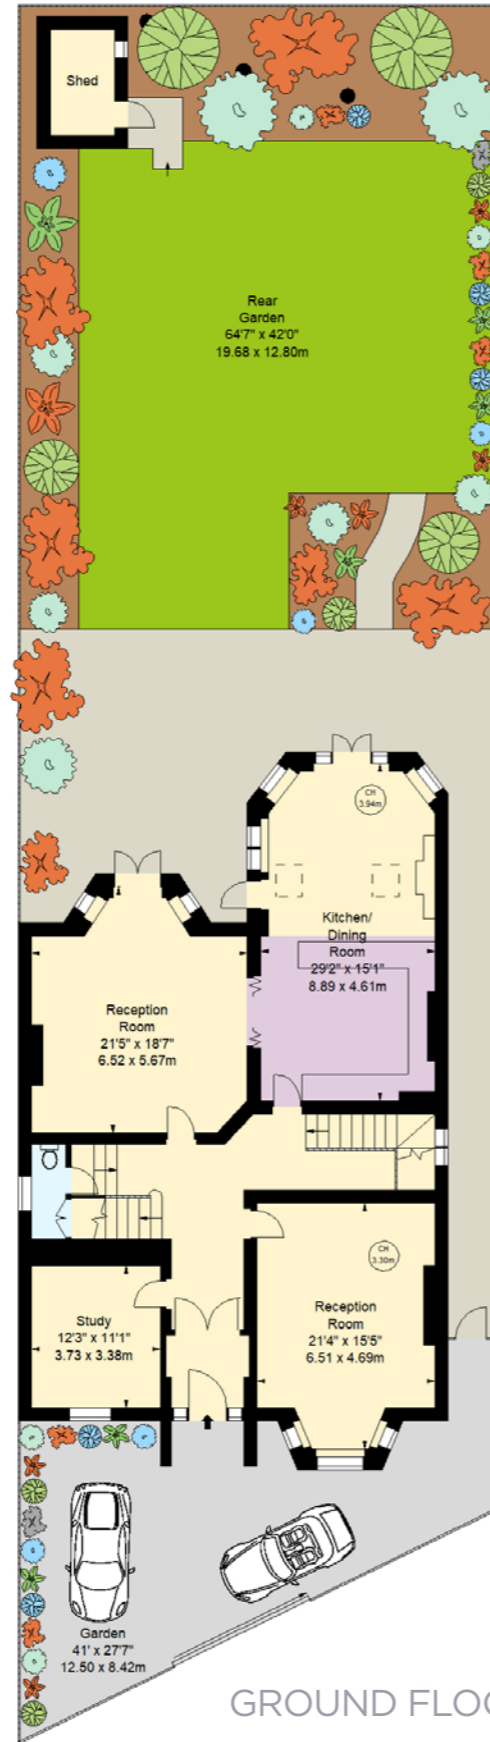 Shed
Rear
Garden
64'7" x 42'0"
19.68 x 12.80m
CH
3.94m
Kitchen/
Dining
Room
29'2" x 15'1"
8.89 x 4.61m
Reception
Room
21'5" x 18'7"
6.52 x 5.67m
CH
3.30m
Study
12'3" x 11'1"
3.73 x 3.38m
Reception
Room
21'4" x 15'5"
6.51 x 4.69m
Garden
41' x 27'7"
12.50 x 8.42m
GROUND FLOO